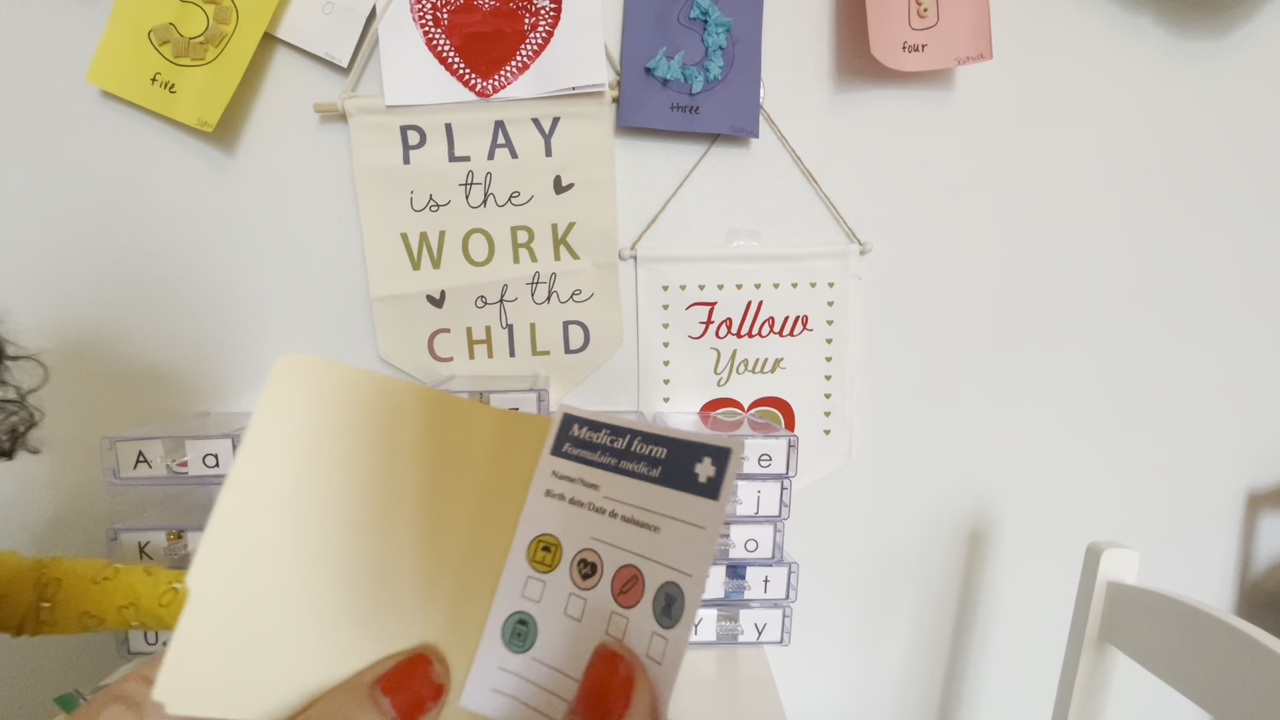 five
three
four
PLAY
is the
WORK
of the
CHILD
Follow
Your
A a
K
U
e
j
o
t
Y y
Medical form
Formulaire médical
Name/Nom:
Birth date/Date de naissance: